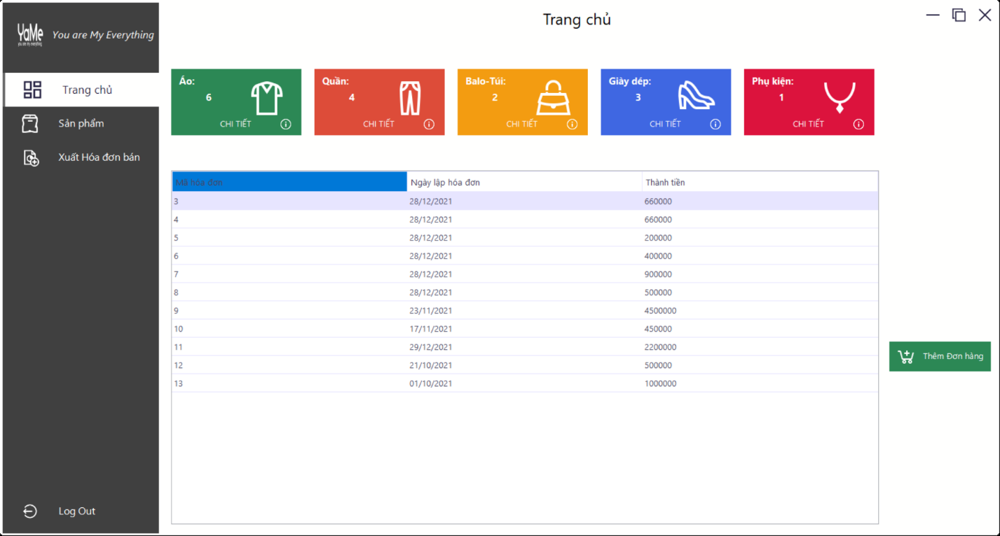 Trang chủ
YaMe
you are my everything
You are My Everything
Trang chủ
Sản phẩm
Xuất Hóa đơn bán
Log Out
Áo:
6
CHI TIẾT
Quần:
4
CHI TIẾT
Balo-Túi:
2
CHI TIẾT
Giày dép:
3
CHI TIẾT
Phụ kiện:
1
CHI TIẾT
Mã hóa đơn Ngày lập hóa đơn Thành tiền
3 28/12/2021 660000
4 28/12/2021 660000
5 28/12/2021 200000
6 28/12/2021 400000
7 28/12/2021 900000
8 28/12/2021 500000
9 23/11/2021 4500000
10 17/11/2021 450000
11 29/12/2021 2200000
12 21/10/2021 500000
13 01/10/2021 1000000
Thêm Đơn hàng